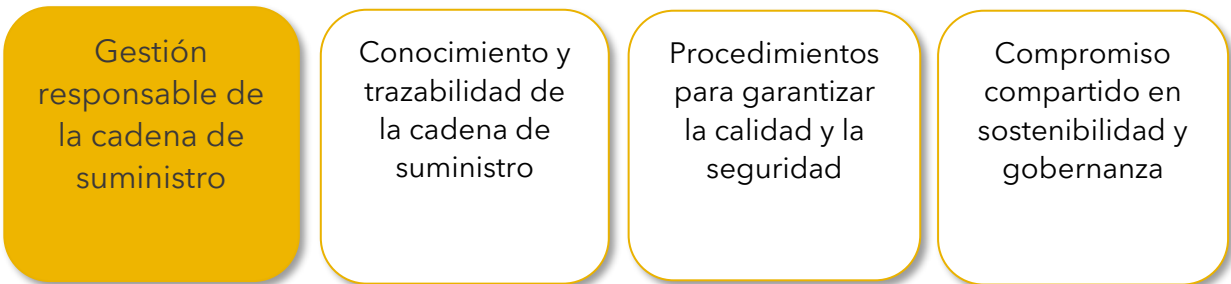 Gestión
responsable de
la cadena de
suministro
Conocimiento y
trazabilidad de
la cadena de
suministro
Procedimientos
para garantizar
la calidad y la
seguridad
Compromiso
compartido en
sostenibilidad y
gobernanza